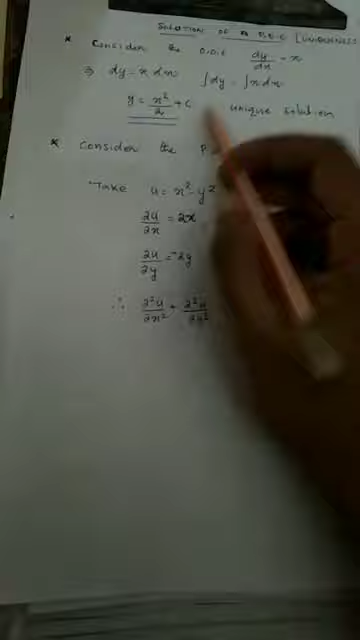 SOLUTION OF A P.D.E [UNIQUENESS
* Consider the O.D.E dy/dx = x
⇒ dy = x dx ∫dy = ∫x dx
y = x²/2 + c unique solution
* Consider the P
Take u = x² - y²
∂u/∂x = 2x
∂u/∂y = -2y
∴ ∂²u/∂x² + ∂²u/∂y²